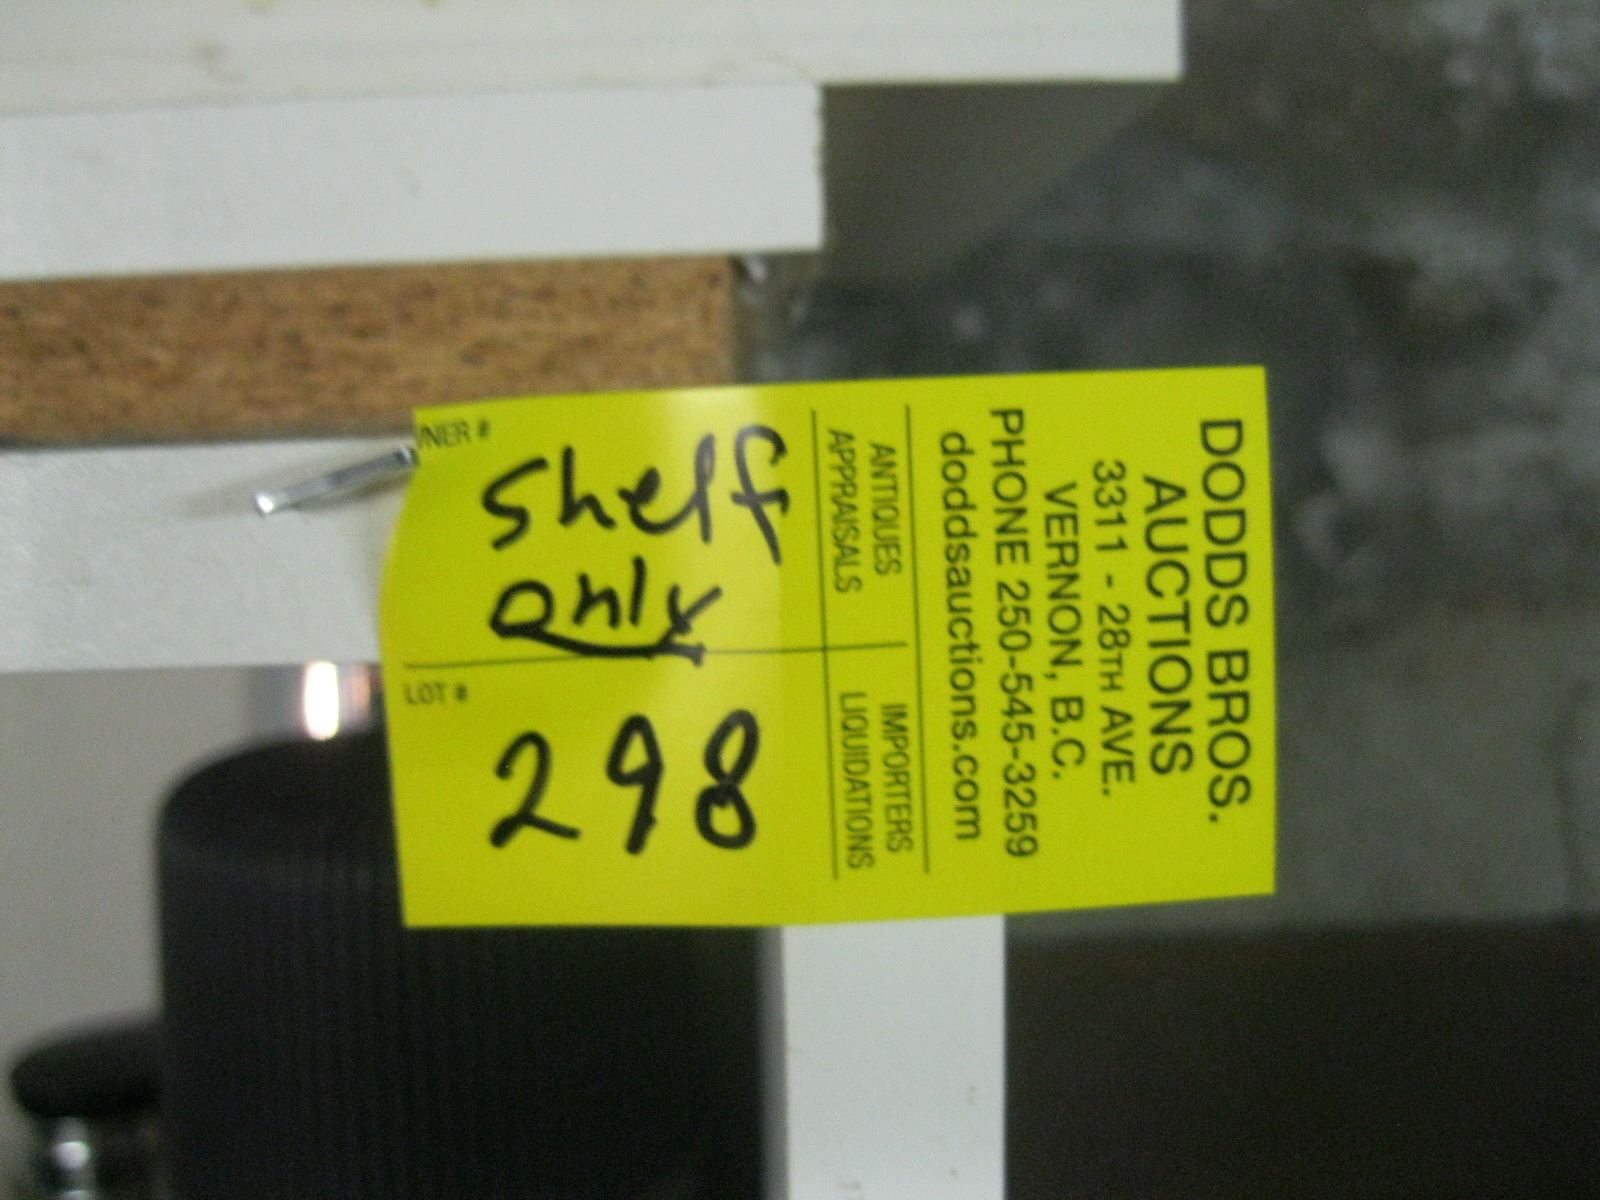 DODDS BROS.
AUCTIONS
3311 - 28TH AVE.
VERNON, B.C.
PHONE 250-545-3259
doddsauctions.com
ANTIQUES
APPRAISALS
IMPORTERS
LIQUIDATIONS
NER #
shelf
only
LOT #
298